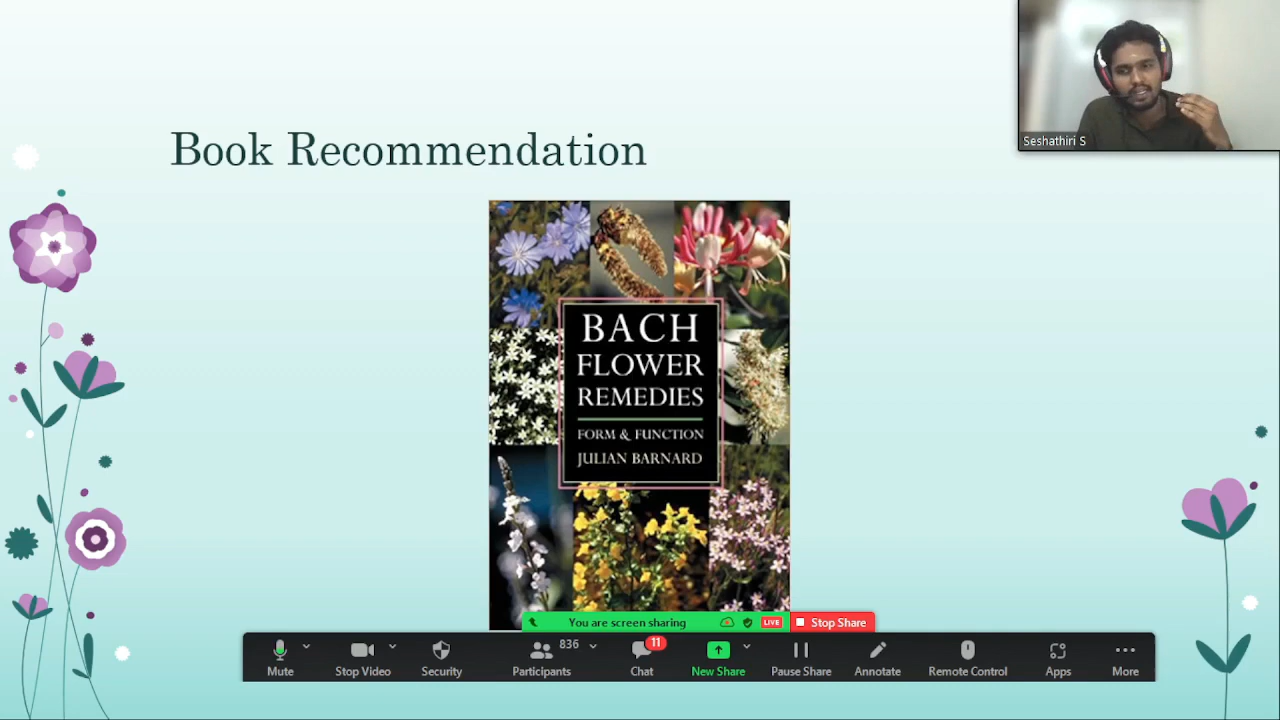 Book Recommendation
Seshathiri S
BACH
FLOWER
REMEDIES
FORM & FUNCTION
JULIAN BARNARD
You are screen sharing
LIVE
Stop Share
836
11
Mute
Stop Video
Security
Participants
Chat
New Share
Pause Share
Annotate
Remote Control
Apps
More